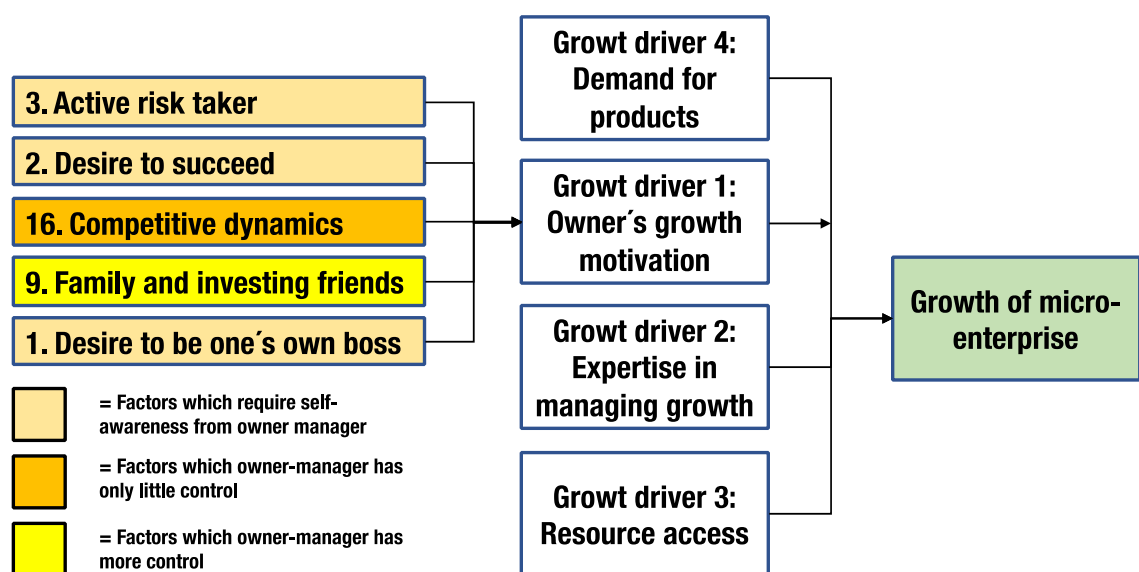 3. Active risk taker
2. Desire to succeed
16. Competitive dynamics
9. Family and investing friends
1. Desire to be one´s own boss
= Factors which require self-
awareness from owner manager
= Factors which owner-manager has
only little control
= Factors which owner-manager has
more control
Growt driver 4:
Demand for
products
Growt driver 1:
Owner´s growth
motivation
Growt driver 2:
Expertise in
managing growth
Growt driver 3:
Resource access
Growth of micro-
enterprise